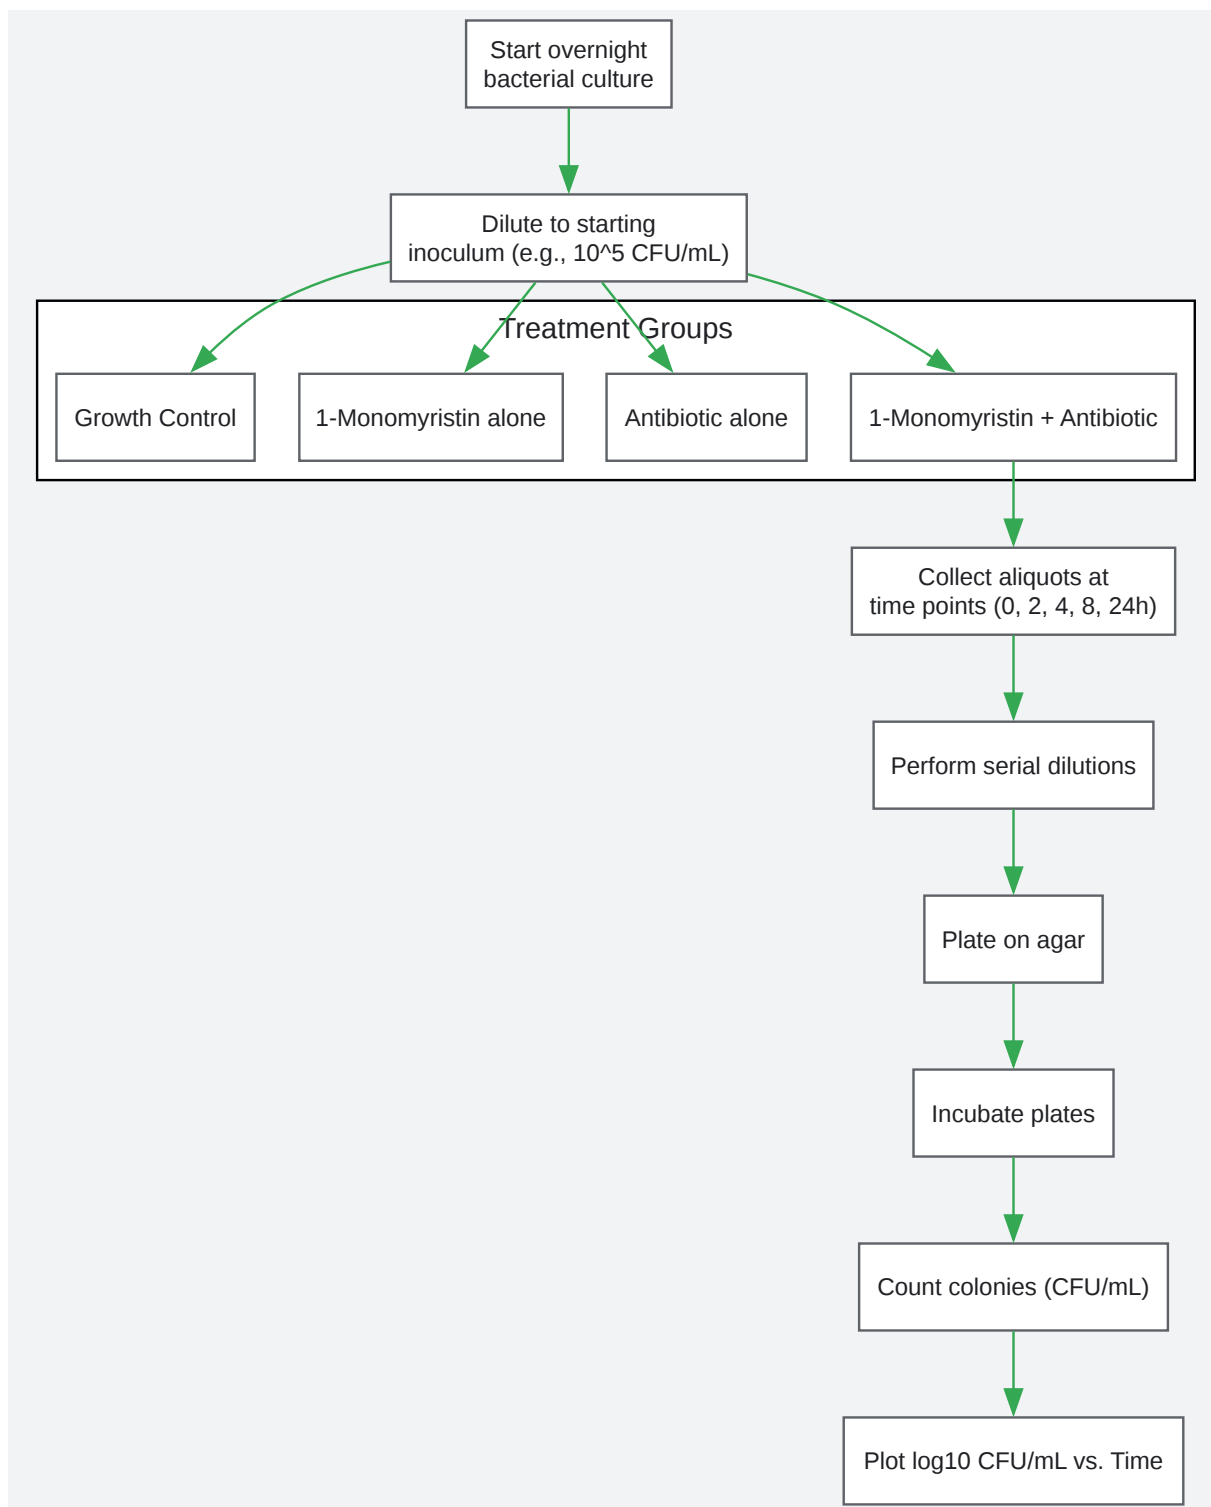 Start overnight
bacterial culture
Dilute to starting
inoculum (e.g., 10^5 CFU/mL)
Treatment Groups
Growth Control
1-Monomyristin alone
Antibiotic alone
1-Monomyristin + Antibiotic
Collect aliquots at
time points (0, 2, 4, 8, 24h)
Perform serial dilutions
Plate on agar
Incubate plates
Count colonies (CFU/mL)
Plot log10 CFU/mL vs. Time